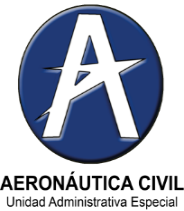 A
AERONÁUTICA CIVIL
Unidad Administrativa Especial